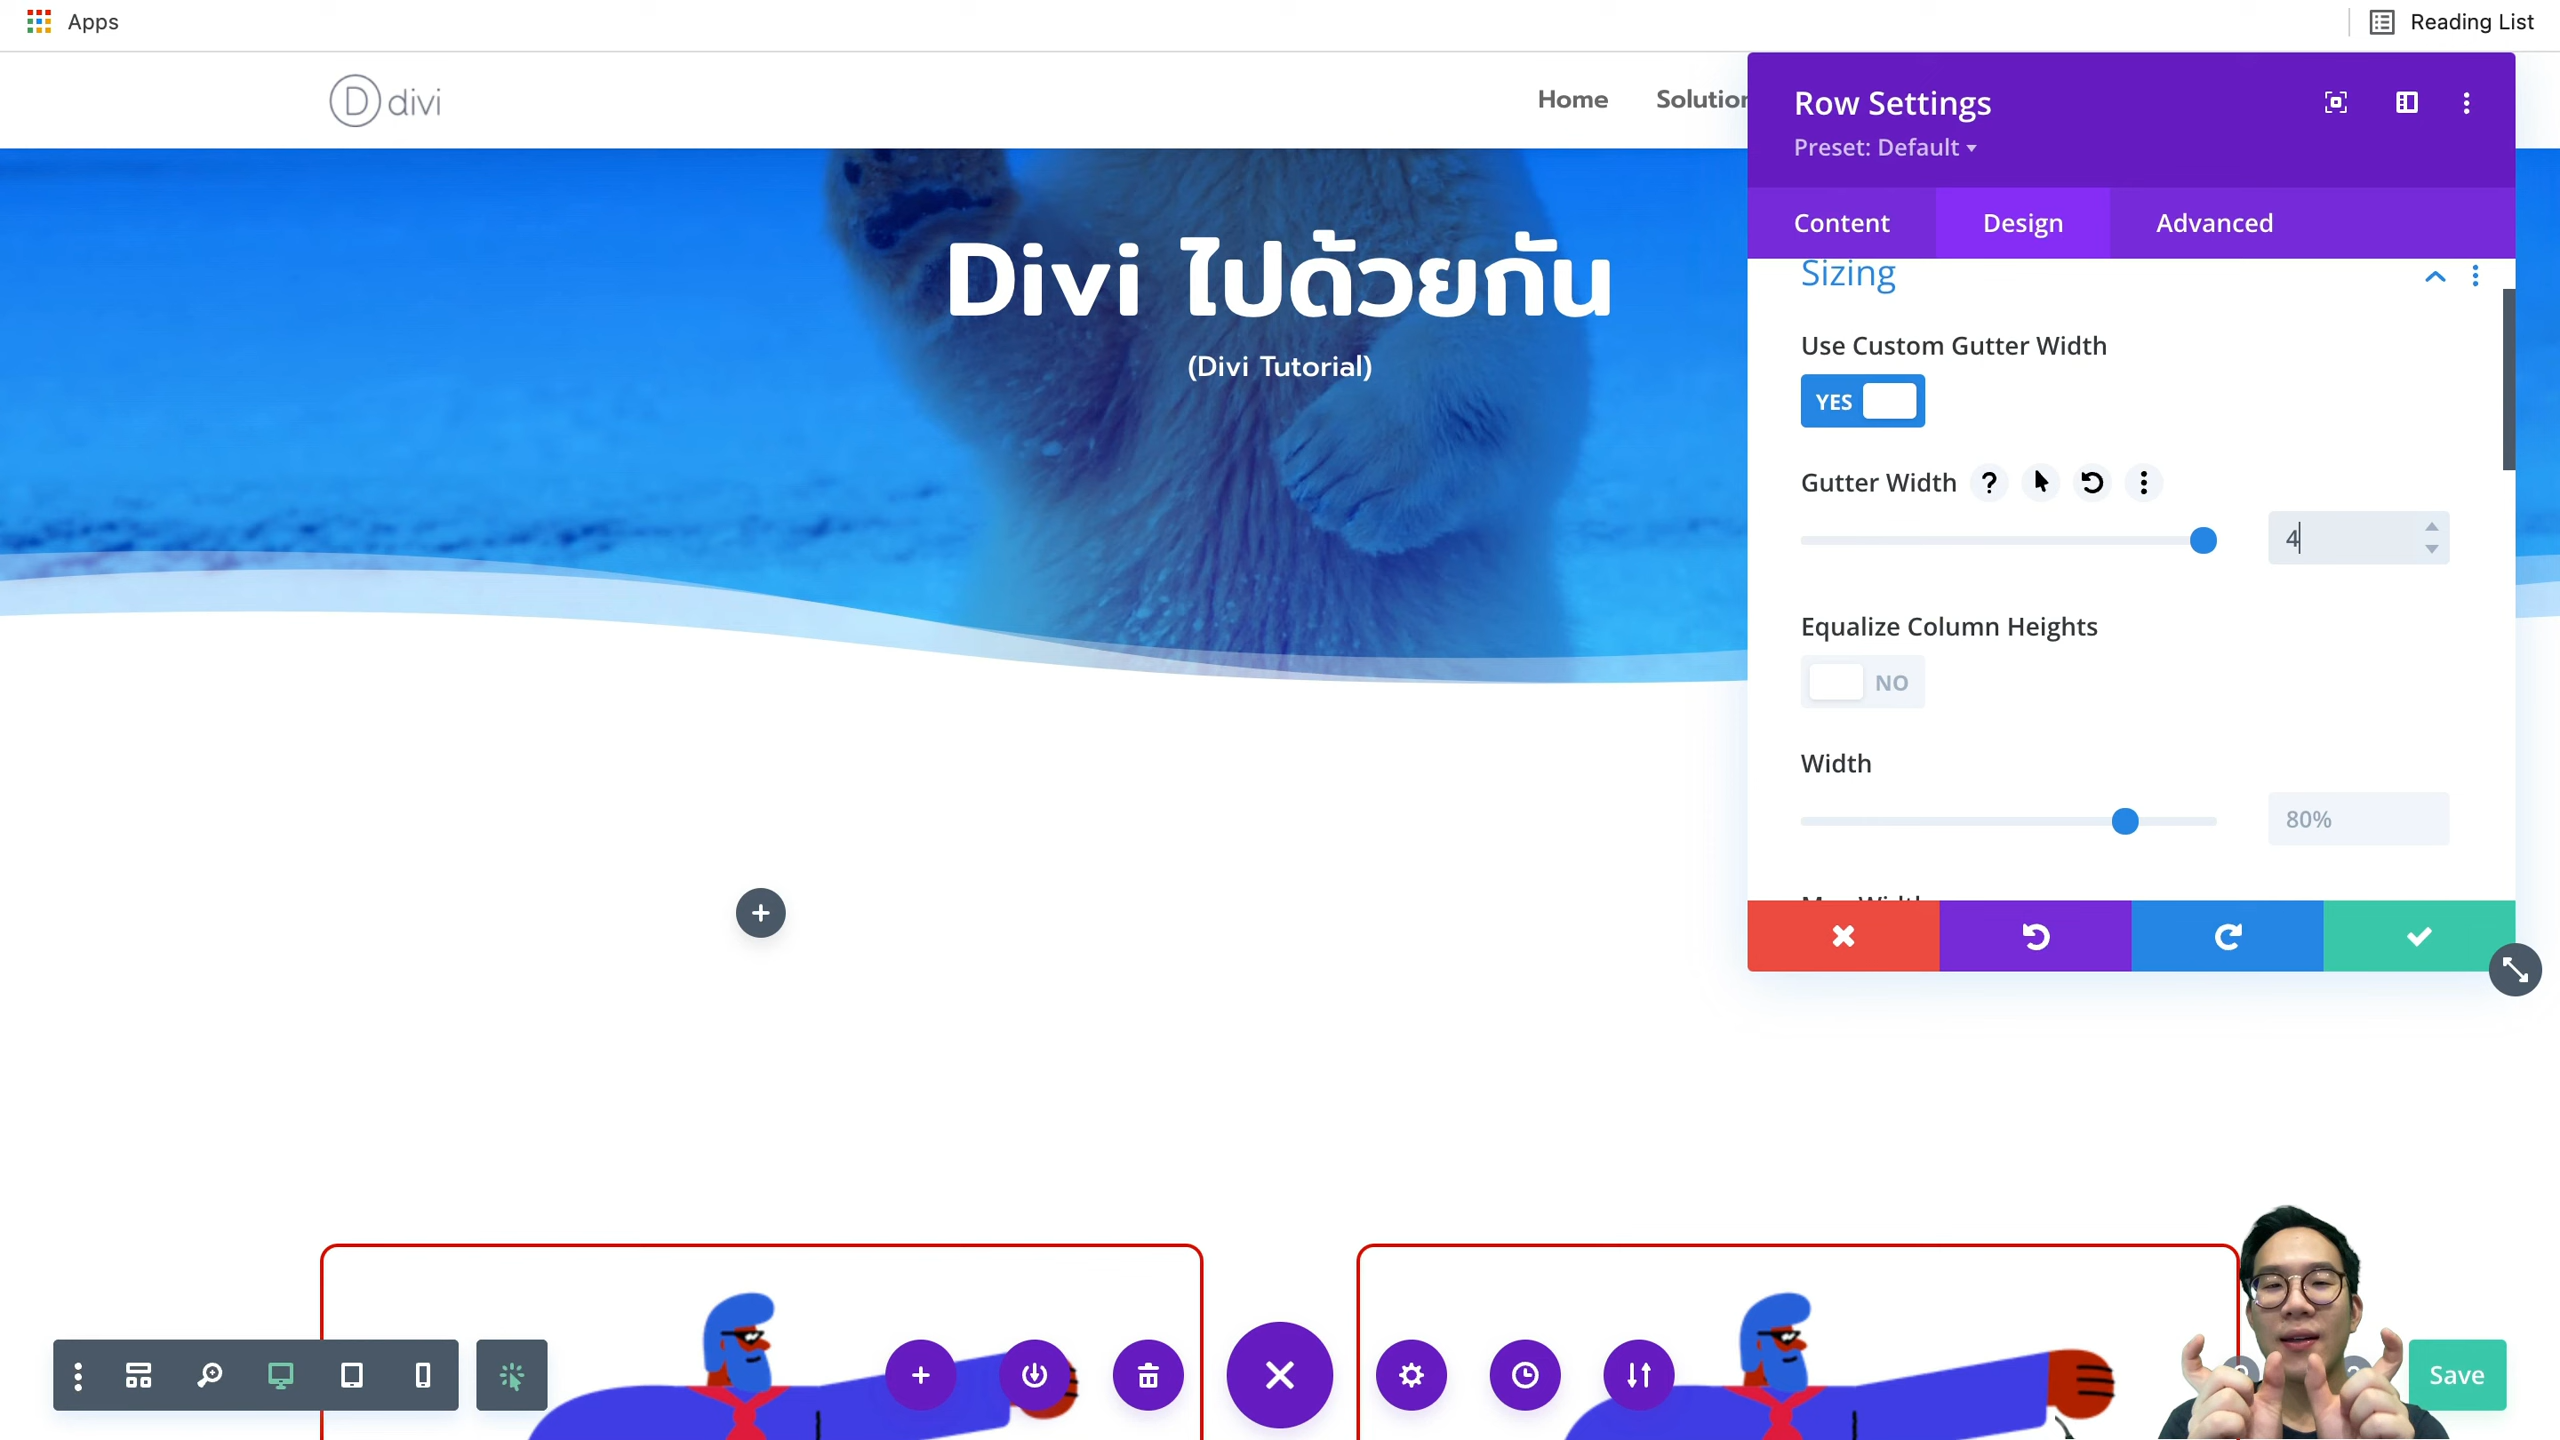 Apps
Reading List
D divi
Home
Solution
Row Settings
Preset: Default
Content
Design
Advanced
Divi ไปด้วยกัน
(Divi Tutorial)
Sizing
Use Custom Gutter Width
YES
Gutter Width
4
Equalize Column Heights
NO
Width
80%
Max Width
Save